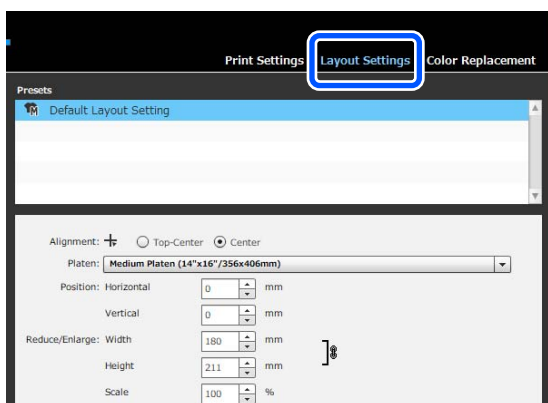 Print Settings Layout Settings Color Replacement
Presets
M Default Layout Setting
Alignment: Top-Center Center
Platen: Medium Platen (14"x16"/356x406mm)
Position: Horizontal 0 mm
Vertical 0 mm
Reduce/Enlarge: Width 180 mm
Height 211 mm
Scale 100 %